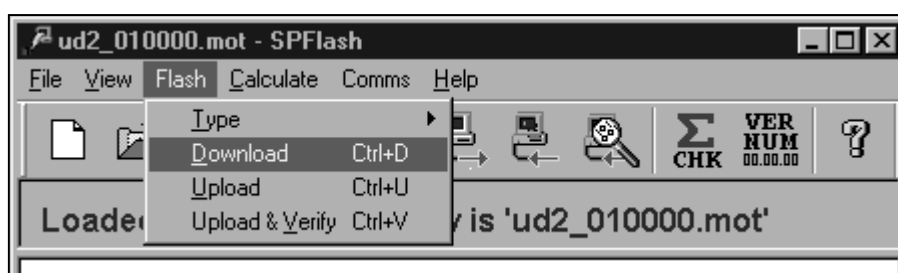 ud2_010000.mot - SPFlash
File View Flash Calculate Comms Help
Type
Download Ctrl+D
Upload Ctrl+U
Upload & Verify Ctrl+V
CHK
VER
NUM
00.00.00
?
is 'ud2_010000.mot'